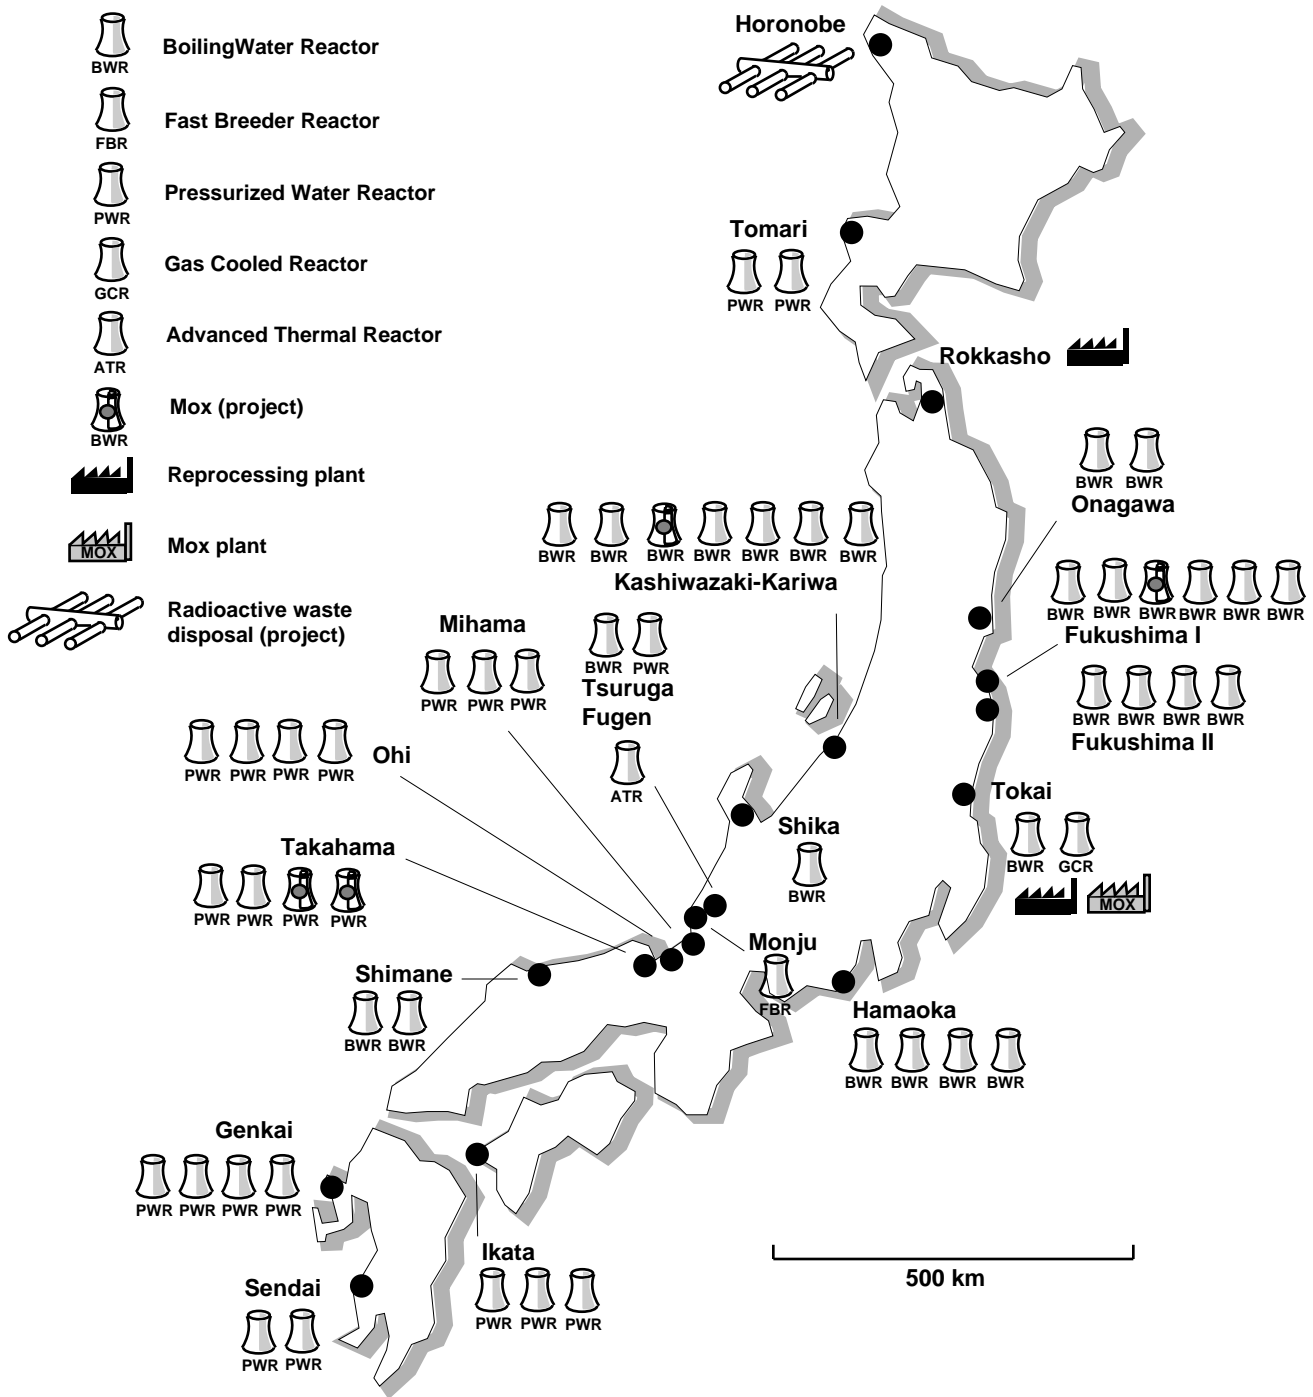 BoilingWater Reactor
BWR
Fast Breeder Reactor
FBR
Pressurized Water Reactor
PWR
Gas Cooled Reactor
GCR
Advanced Thermal Reactor
ATR
Mox (project)
BWR
Reprocessing plant
Mox plant
MOX
Radioactive waste
disposal (project)
Horonobe
Tomari
PWR PWR
Rokkasho
BWR BWR
Onagawa
BWR BWR BWR BWR BWR BWR BWR
Kashiwazaki-Kariwa
BWR BWR BWR BWR BWR BWR
Fukushima I
BWR BWR BWR BWR
Fukushima II
Mihama
PWR PWR PWR
BWR PWR
Tsuruga
Fugen
ATR
PWR PWR PWR PWR
Ohi
Tokai
BWR GCR
MOX
Shika
BWR
Takahama
PWR PWR PWR PWR
Monju
FBR
Shimane
BWR BWR
Hamaoka
BWR BWR BWR BWR
Genkai
PWR PWR PWR PWR
Ikata
PWR PWR PWR
Sendai
PWR PWR
500 km